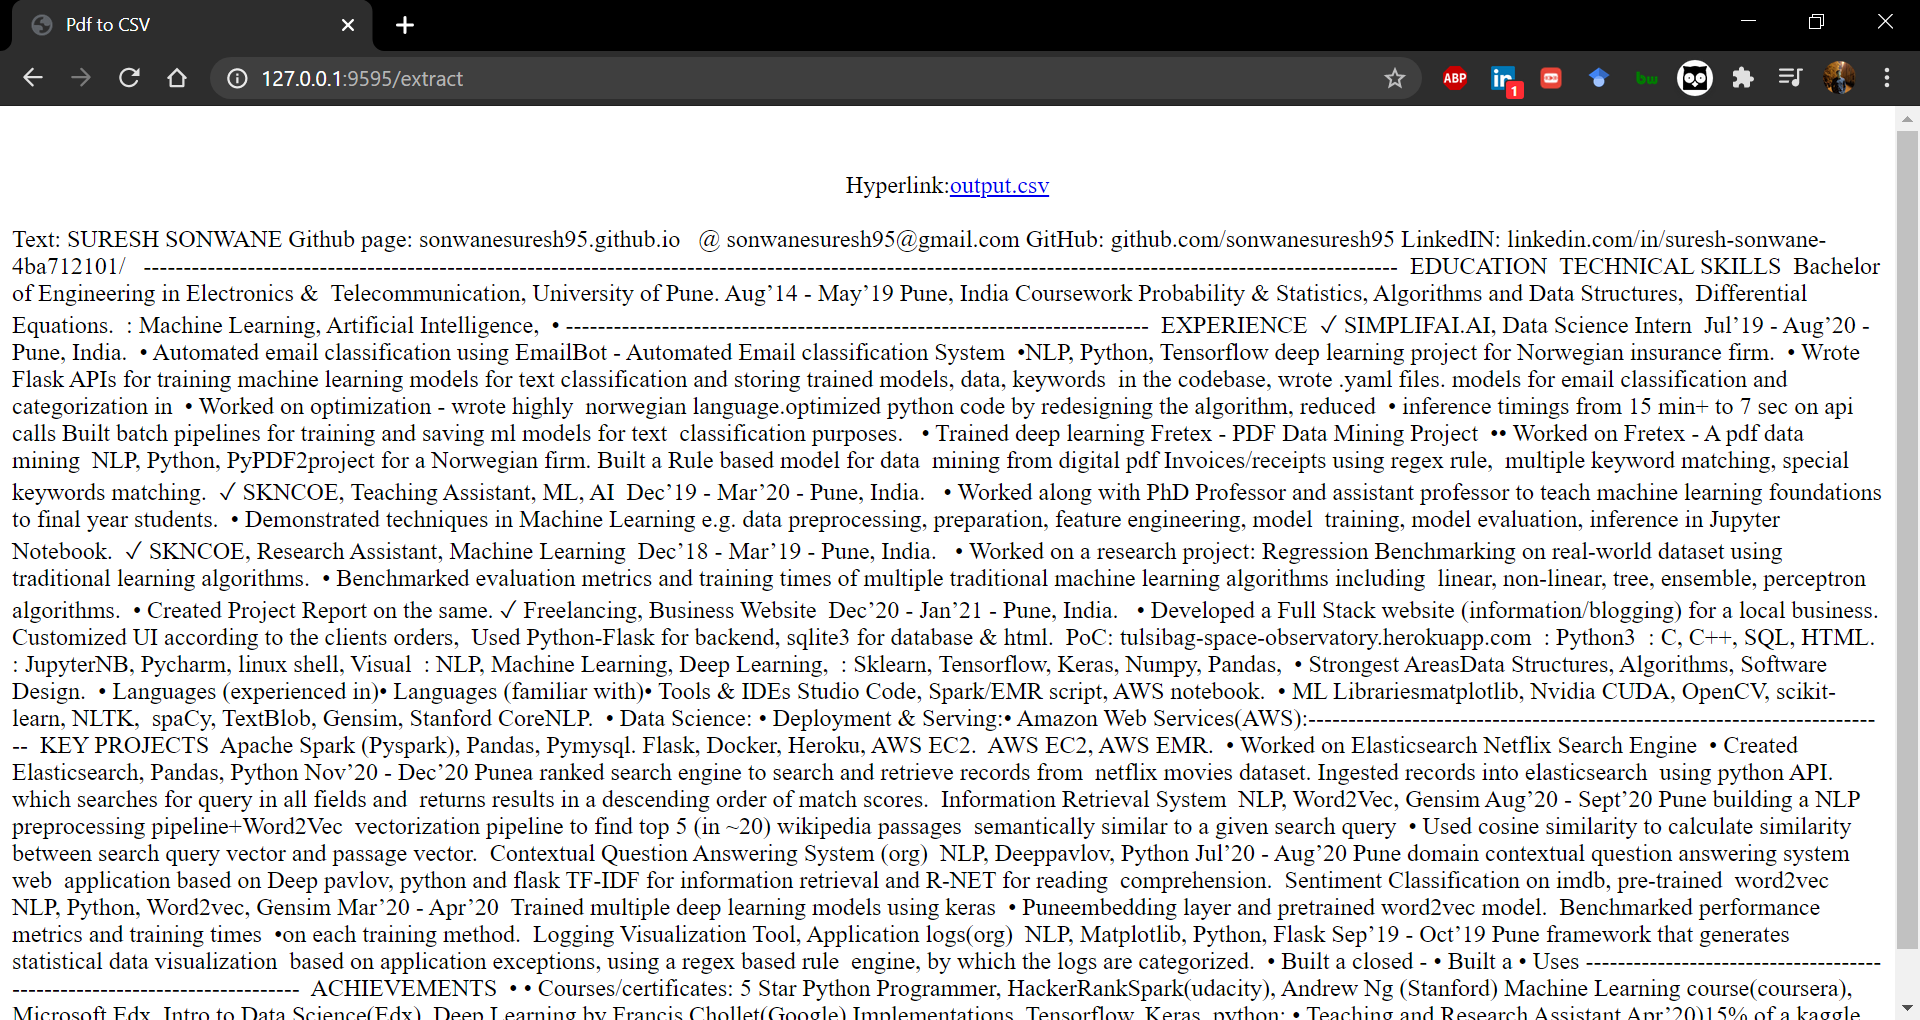 Pdf to CSV
127.0.0.1:9595/extract
ABP
in
1
bw
Hyperlink:output.csv
Text: SURESH SONWANE Github page: sonwanesuresh95.github.io @ sonwanesuresh95@gmail.com GitHub: github.com/sonwanesuresh95 LinkedIN: linkedin.com/in/suresh-sonwane-
4ba712101/ ------------------------------------------------------------------------------------------------------------------------------------------------------------- EDUCATION TECHNICAL SKILLS Bachelor
of Engineering in Electronics & Telecommunication, University of Pune. Aug’14 - May’19 Pune, India Coursework Probability & Statistics, Algorithms and Data Structures, Differential
Equations. : Machine Learning, Artificial Intelligence, • ------------------------------------------------------------------------- EXPERIENCE ✓ SIMPLIFAI.AI, Data Science Intern Jul’19 - Aug’20 -
Pune, India. • Automated email classification using EmailBot - Automated Email classification System •NLP, Python, Tensorflow deep learning project for Norwegian insurance firm. • Wrote
Flask APIs for training machine learning models for text classification and storing trained models, data, keywords in the codebase, wrote .yaml files. models for email classification and
categorization in • Worked on optimization - wrote highly norwegian language.optimized python code by redesigning the algorithm, reduced • inference timings from 15 min+ to 7 sec on api
calls Built batch pipelines for training and saving ml models for text classification purposes. • Trained deep learning Fretex - PDF Data Mining Project •• Worked on Fretex - A pdf data
mining NLP, Python, PyPDF2project for a Norwegian firm. Built a Rule based model for data mining from digital pdf Invoices/receipts using regex rule, multiple keyword matching, special
keywords matching. ✓ SKNCOE, Teaching Assistant, ML, AI Dec’19 - Mar’20 - Pune, India. • Worked along with PhD Professor and assistant professor to teach machine learning foundations
to final year students. • Demonstrated techniques in Machine Learning e.g. data preprocessing, preparation, feature engineering, model training, model evaluation, inference in Jupyter
Notebook. ✓ SKNCOE, Research Assistant, Machine Learning Dec’18 - Mar’19 - Pune, India. • Worked on a research project: Regression Benchmarking on real-world dataset using
traditional learning algorithms. • Benchmarked evaluation metrics and training times of multiple traditional machine learning algorithms including linear, non-linear, tree, ensemble, perceptron
algorithms. • Created Project Report on the same. ✓ Freelancing, Business Website Dec’20 - Jan’21 - Pune, India. • Developed a Full Stack website (information/blogging) for a local business.
Customized UI according to the clients orders, Used Python-Flask for backend, sqlite3 for database & html. PoC: tulsibag-space-observatory.herokuapp.com : Python3 : C, C++, SQL, HTML.
: JupyterNB, Pycharm, linux shell, Visual : NLP, Machine Learning, Deep Learning, : Sklearn, Tensorflow, Keras, Numpy, Pandas, • Strongest AreasData Structures, Algorithms, Software
Design. • Languages (experienced in)• Languages (familiar with)• Tools & IDEs Studio Code, Spark/EMR script, AWS notebook. • ML Librariesmatplotlib, Nvidia CUDA, OpenCV, scikit-
learn, NLTK, spaCy, TextBlob, Gensim, Stanford CoreNLP. • Data Science: • Deployment & Serving:• Amazon Web Services(AWS):-----------------------------------------------------------------------
-- KEY PROJECTS Apache Spark (Pyspark), Pandas, Pymysql. Flask, Docker, Heroku, AWS EC2. AWS EC2, AWS EMR. • Worked on Elasticsearch Netflix Search Engine • Created
Elasticsearch, Pandas, Python Nov’20 - Dec’20 Punea ranked search engine to search and retrieve records from netflix movies dataset. Ingested records into elasticsearch using python API.
which searches for query in all fields and returns results in a descending order of match scores. Information Retrieval System NLP, Word2Vec, Gensim Aug’20 - Sept’20 Pune building a NLP
preprocessing pipeline+Word2Vec vectorization pipeline to find top 5 (in ~20) wikipedia passages semantically similar to a given search query • Used cosine similarity to calculate similarity
between search query vector and passage vector. Contextual Question Answering System (org) NLP, Deeppavlov, Python Jul’20 - Aug’20 Pune domain contextual question answering system
web application based on Deep pavlov, python and flask TF-IDF for information retrieval and R-NET for reading comprehension. Sentiment Classification on imdb, pre-trained word2vec
NLP, Python, Word2vec, Gensim Mar’20 - Apr’20 Trained multiple deep learning models using keras • Puneembedding layer and pretrained word2vec model. Benchmarked performance
metrics and training times •on each training method. Logging Visualization Tool, Application logs(org) NLP, Matplotlib, Python, Flask Sep’19 - Oct’19 Pune framework that generates
statistical data visualization based on application exceptions, using a regex based rule engine, by which the logs are categorized. • Built a closed - • Built a • Uses -------------------------------------
------------------------------------ ACHIEVEMENTS • • Courses/certificates: 5 Star Python Programmer, HackerRankSpark(udacity), Andrew Ng (Stanford) Machine Learning course(coursera),
Microsoft Edx, Intro to Data Science(Edx), Deep Learning by Francis Chollet(Google) Implementations, Tensorflow, Keras, python: • Teaching and Research Assistant Apr’20)15% of a kaggle